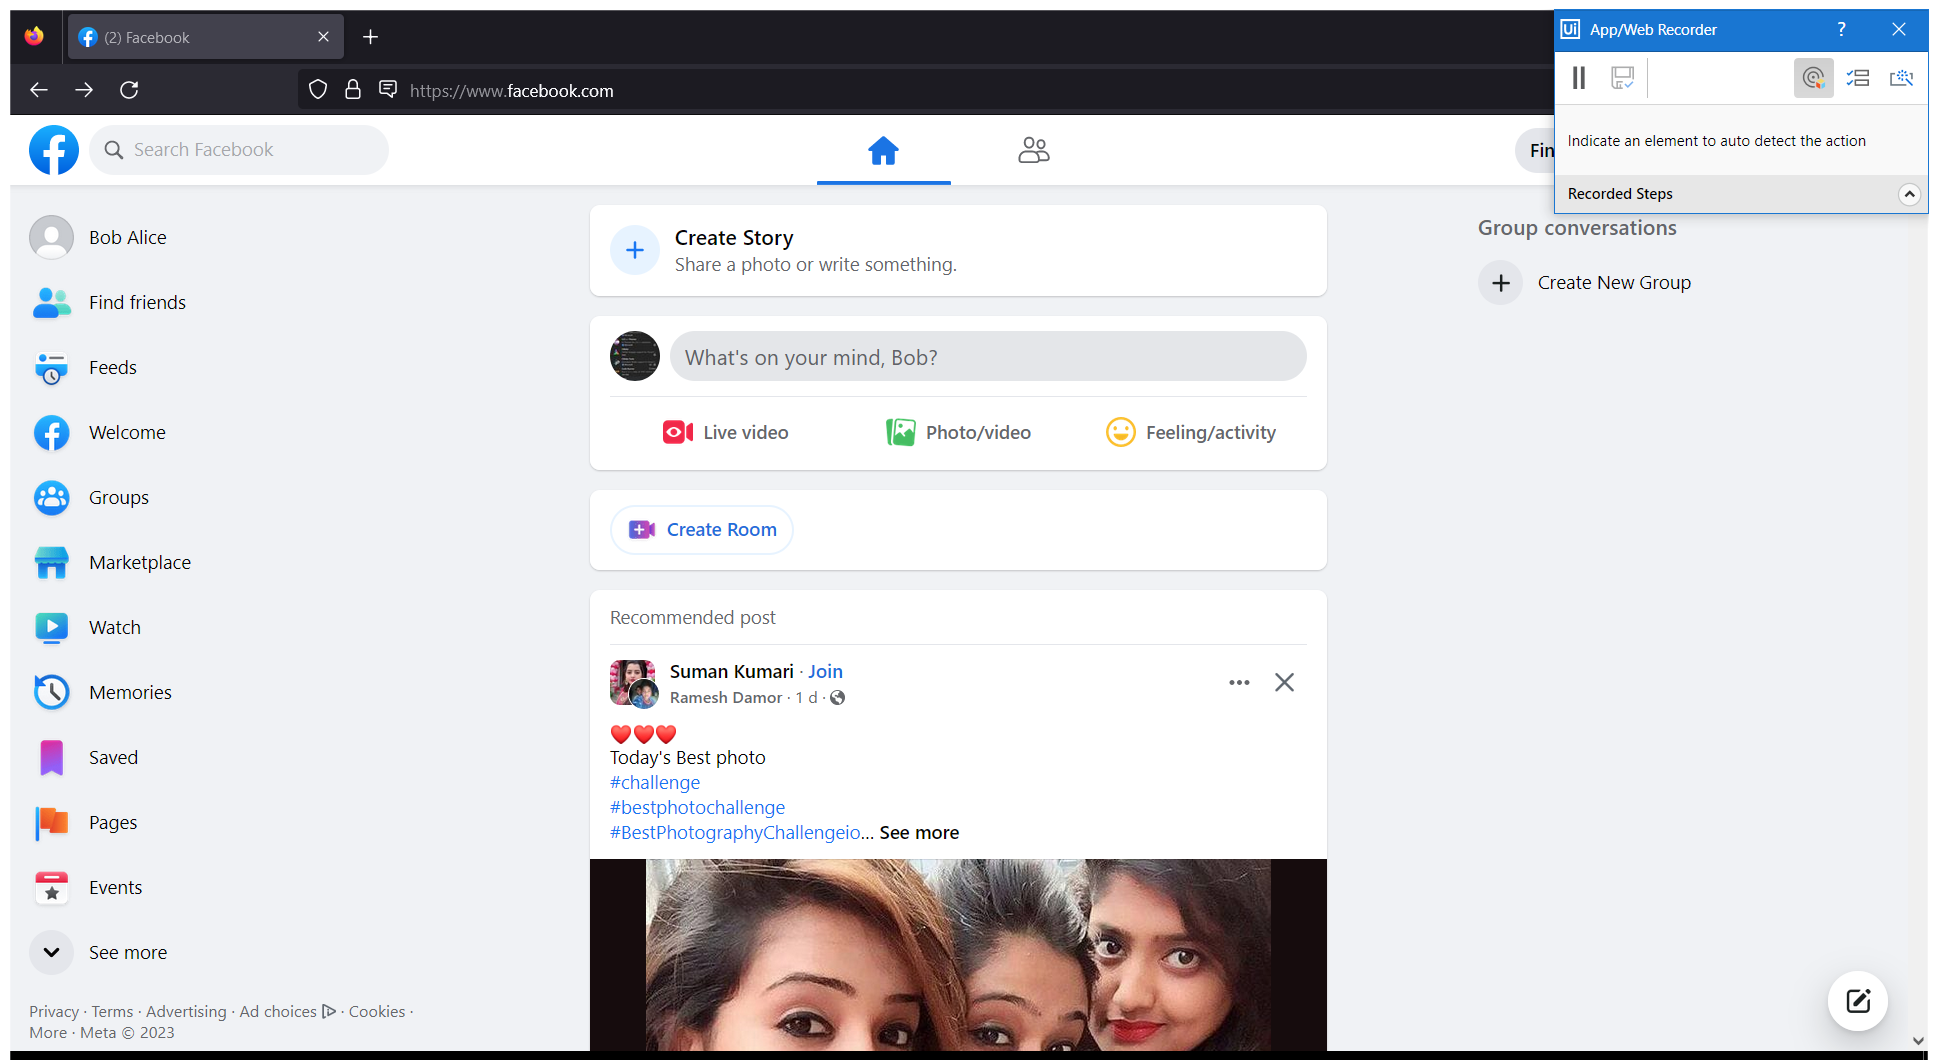 (2) Facebook
Ui App/Web Recorder ?
https://www.facebook.com
Indicate an element to auto detect the action
Recorded Steps
Search Facebook
Fin
Bob Alice
Find friends
Feeds
Welcome
Groups
Marketplace
Watch
Memories
Saved
Pages
Events
See more
Privacy · Terms · Advertising · Ad choices · Cookies ·
More · Meta © 2023
Create Story
Share a photo or write something.
What's on your mind, Bob?
Live video
Photo/video
Feeling/activity
Create Room
Recommended post
Suman Kumari · Join
Ramesh Damor · 1 d ·
Today's Best photo
#challenge
#bestphotochallenge
#BestPhotographyChallengeio... See more
Group conversations
Create New Group